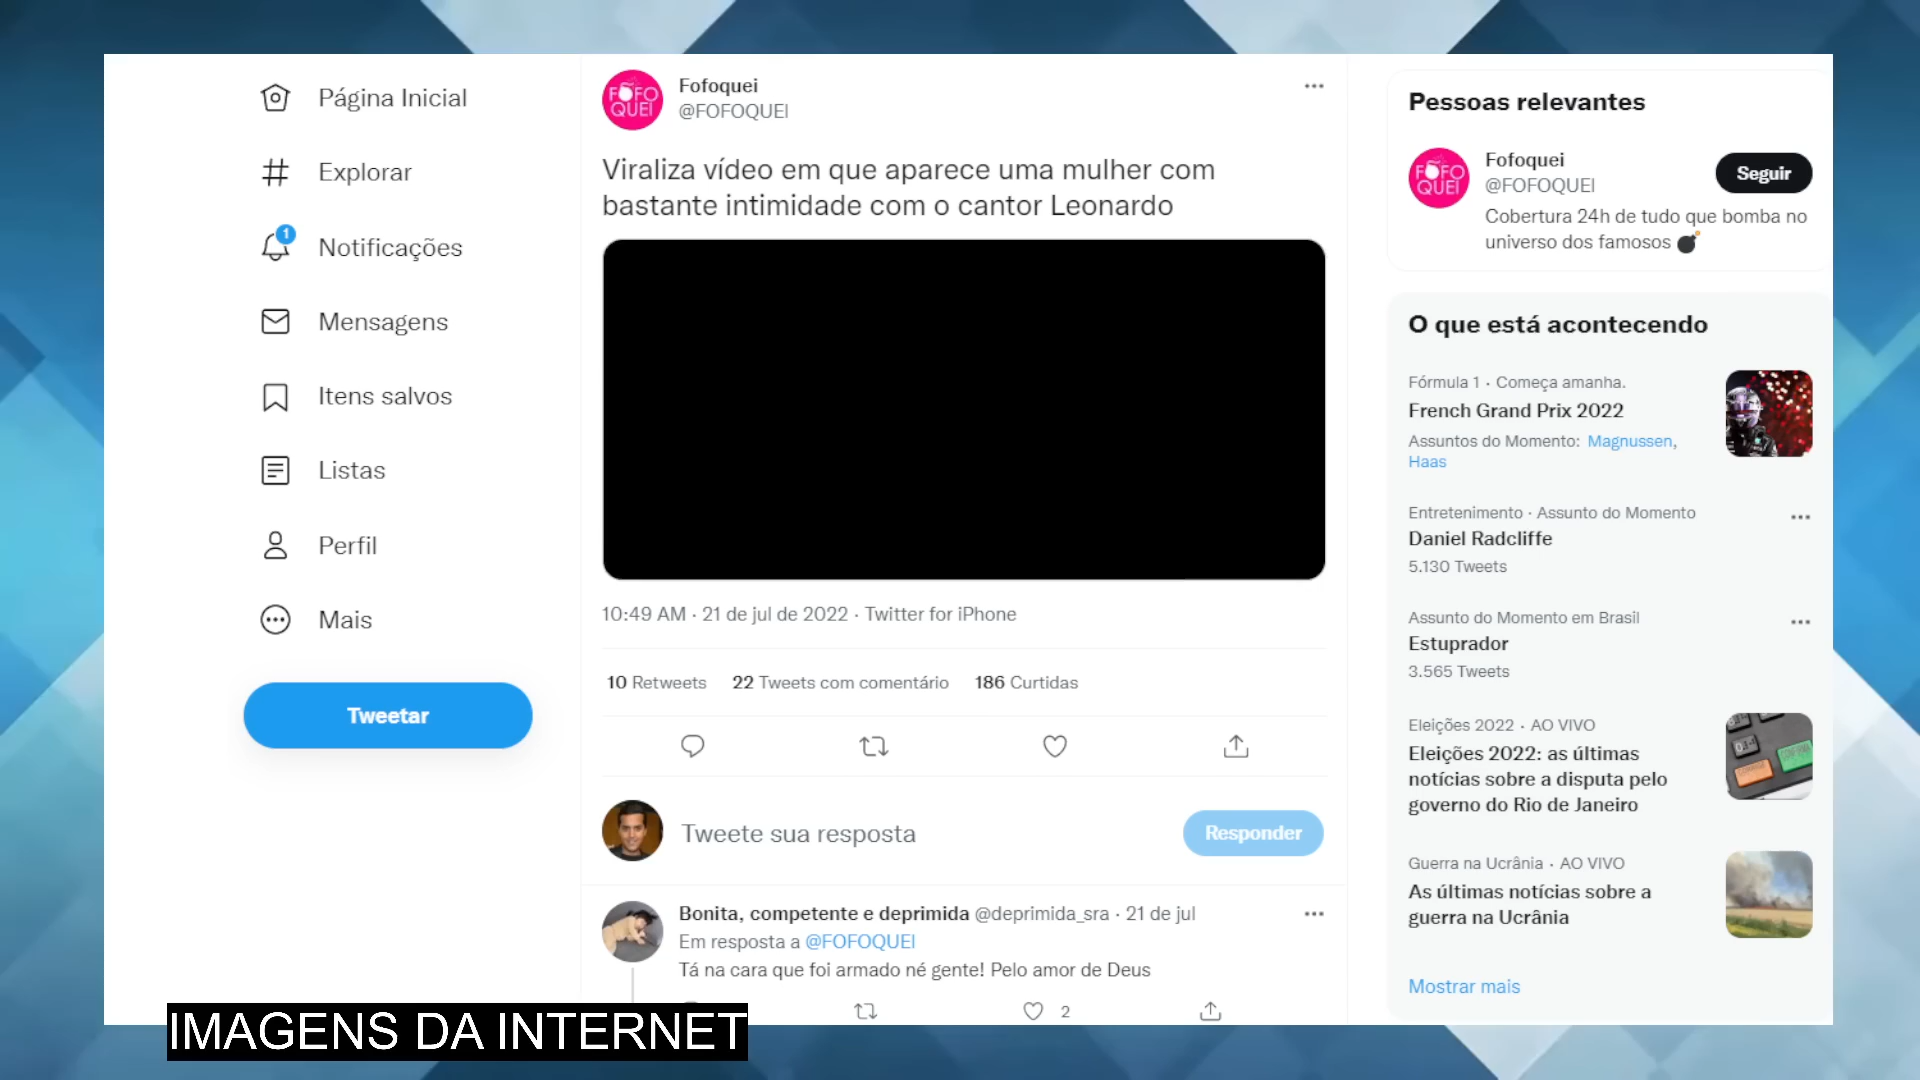 Página Inicial
Explorar
1
Notificações
Mensagens
Itens salvos
Listas
Perfil
Mais
Tweetar
FOFO
QUEI
Fofoquei
@FOFOQUEI
Viraliza vídeo em que aparece uma mulher com
bastante intimidade com o cantor Leonardo
10:49 AM · 21 de jul de 2022 · Twitter for iPhone
10 Retweets 22 Tweets com comentário 186 Curtidas
Tweete sua resposta
Responder
Bonita, competente e deprimida @deprimida_sra · 21 de jul
Em resposta a @FOFOQUEI
Tá na cara que foi armado né gente! Pelo amor de Deus
2
Pessoas relevantes
FOFO
QUEI
Fofoquei
@FOFOQUEI
Seguir
Cobertura 24h de tudo que bomba no
universo dos famosos
O que está acontecendo
Fórmula 1 · Começa amanha.
French Grand Prix 2022
Assuntos do Momento: Magnussen,
Haas
Entretenimento · Assunto do Momento
Daniel Radcliffe
5.130 Tweets
Assunto do Momento em Brasil
Estuprador
3.565 Tweets
Eleições 2022 · AO VIVO
Eleições 2022: as últimas
notícias sobre a disputa pelo
governo do Rio de Janeiro
Guerra na Ucrânia · AO VIVO
As últimas notícias sobre a
guerra na Ucrânia
Mostrar mais
IMAGENS DA INTERNET